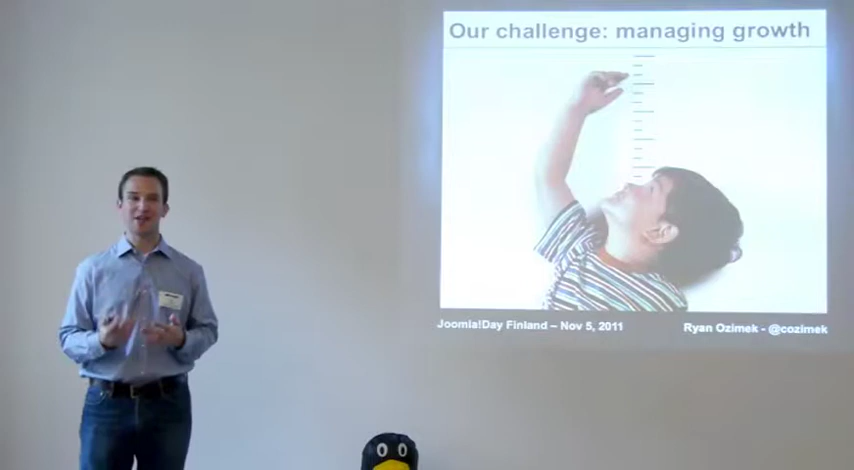 Our challenge: managing growth
Joomla!Day Finland – Nov 5, 2011
Ryan Ozimek - @cozimek